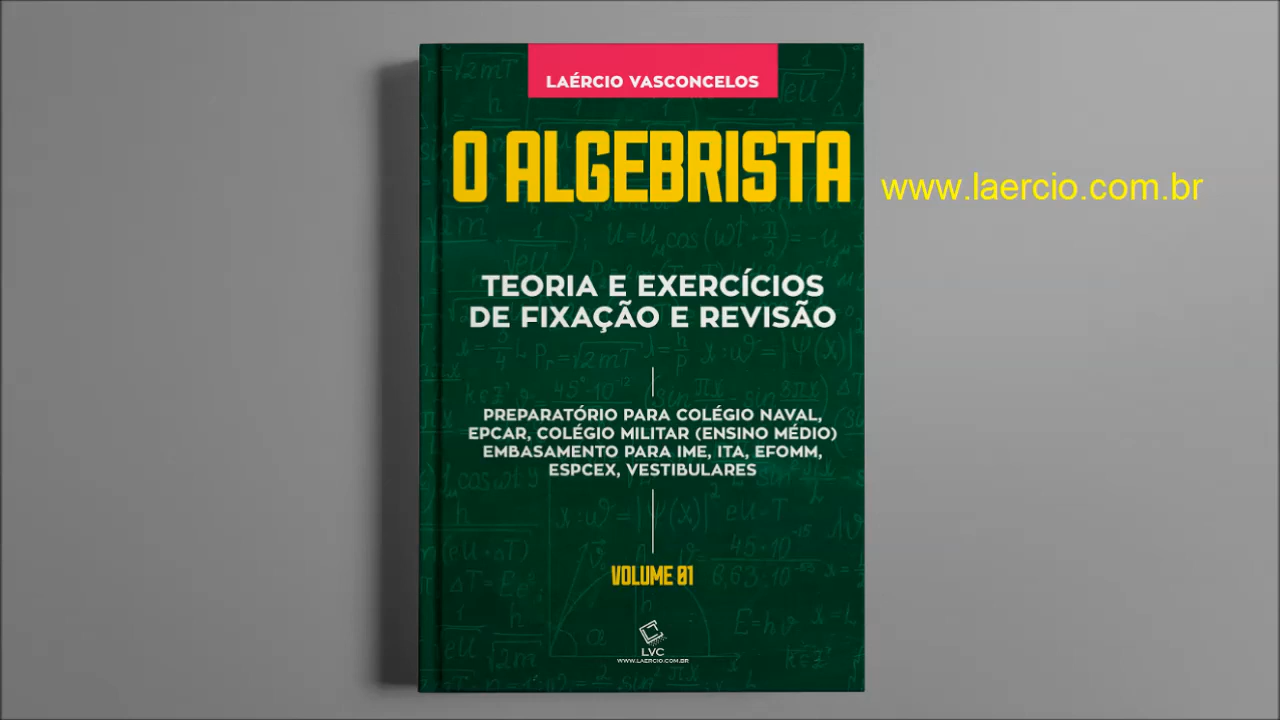 LAÉRCIO VASCONCELOS
O ALGEBRISTA
www.laercio.com.br
TEORIA E EXERCÍCIOS
DE FIXAÇÃO E REVISÃO
PREPARATÓRIO PARA COLÉGIO NAVAL,
EPCAR, COLÉGIO MILITAR (ENSINO MÉDIO)
EMBASAMENTO PARA IME, ITA, EFOMM,
ESPCEX, VESTIBULARES
VOLUME 01
LVC
WWW.LAERCIO.COM.BR